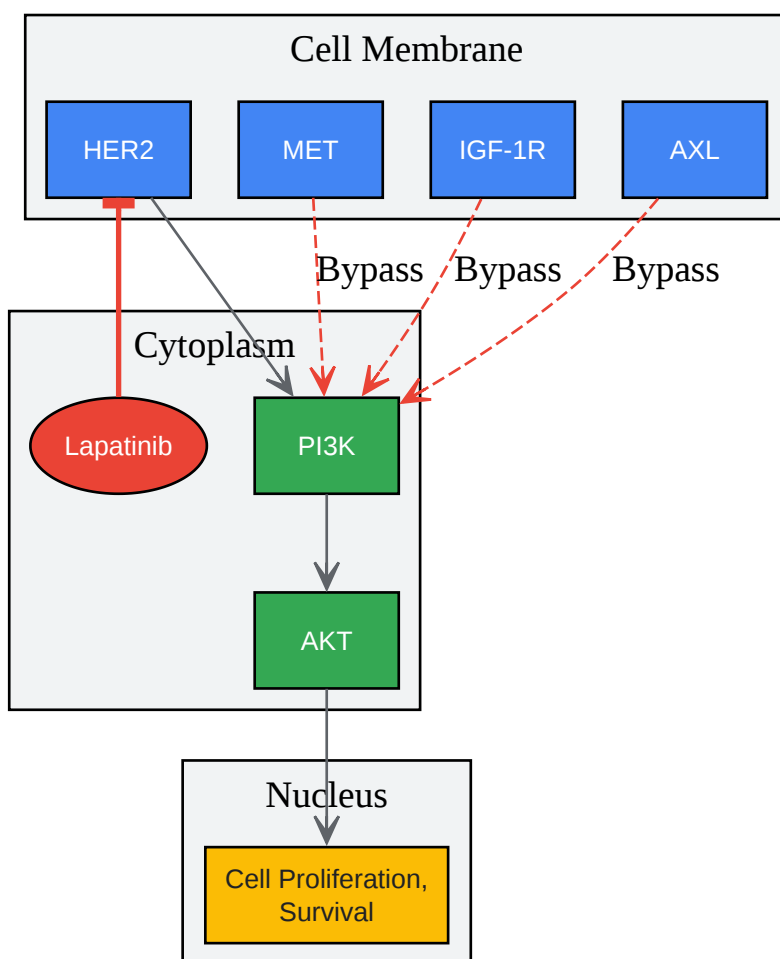 Cell Membrane
HER2
MET
IGF-1R
AXL
Bypass
Bypass
Bypass
Cytoplasm
Lapatinib
PI3K
AKT
Nucleus
Cell Proliferation,
Survival